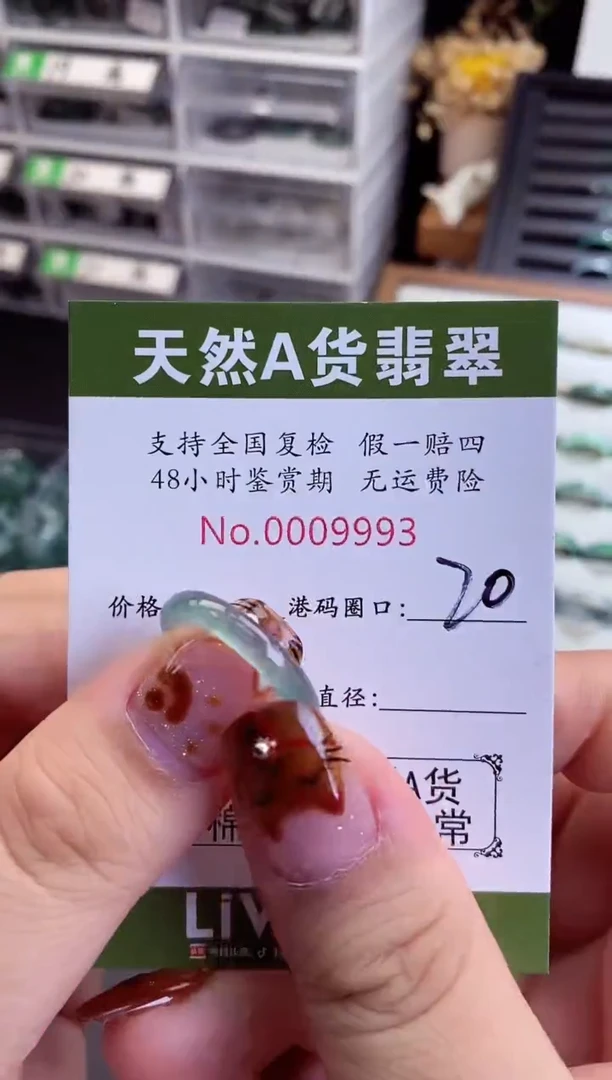 天然A货翡翠
支持全国复检 假一赔四
48小时鉴赏期 无运费险
No.0009993
价格 港码圈口: 20
直径:
A货
棉 常
LiV